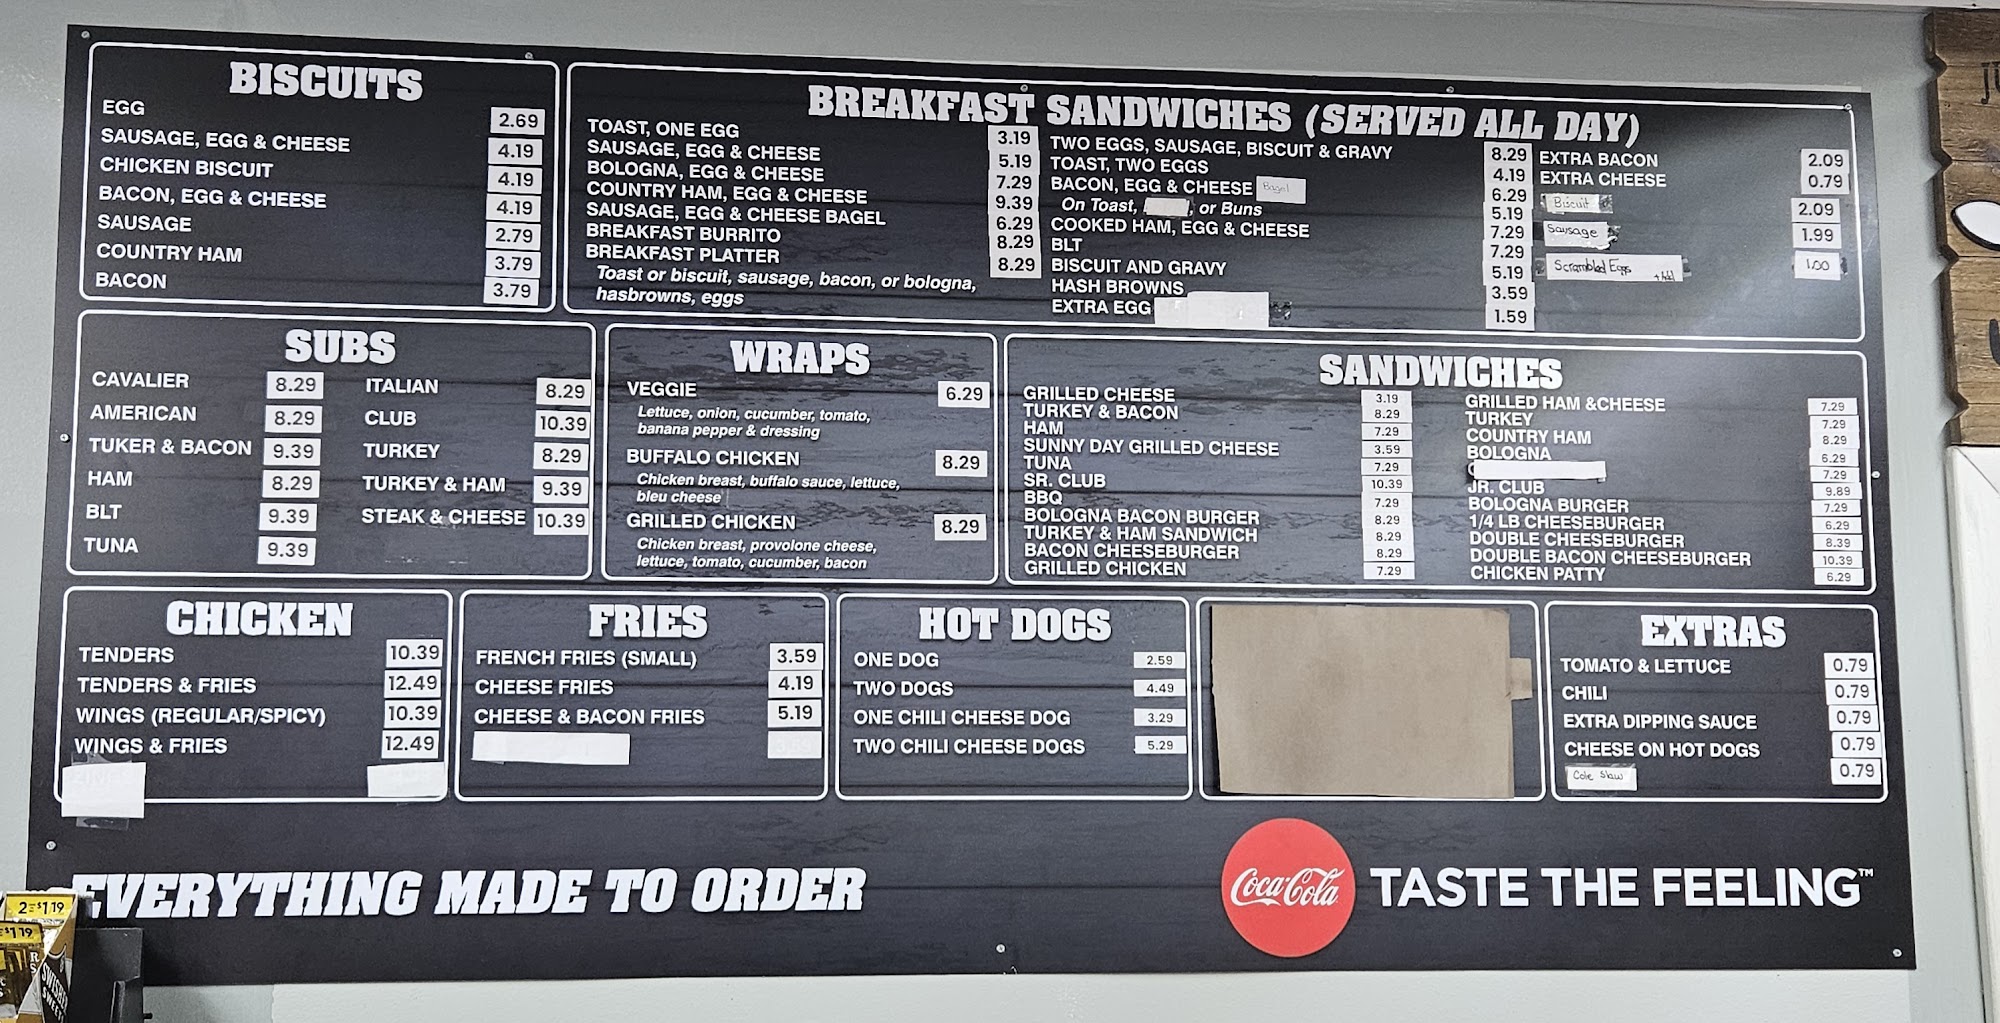 BISCUITS
EGG 2.69
SAUSAGE, EGG & CHEESE 4.19
CHICKEN BISCUIT 4.19
BACON, EGG & CHEESE 4.19
SAUSAGE 2.79
COUNTRY HAM 3.79
BACON 3.79
BREAKFAST SANDWICHES (SERVED ALL DAY)
TOAST, ONE EGG 3.19
SAUSAGE, EGG & CHEESE 5.19
BOLOGNA, EGG & CHEESE 7.29
COUNTRY HAM, EGG & CHEESE 9.39
SAUSAGE, EGG & CHEESE BAGEL 6.29
BREAKFAST BURRITO 8.29
BREAKFAST PLATTER 8.29
Toast or biscuit, sausage, bacon, or bologna,
hasbrowns, eggs
TWO EGGS, SAUSAGE, BISCUIT & GRAVY 8.29
TOAST, TWO EGGS 4.19
BACON, EGG & CHEESE Bagel 6.29
On Toast, , or Buns 5.19
COOKED HAM, EGG & CHEESE 7.29
BLT 7.29
BISCUIT AND GRAVY 5.19
HASH BROWNS 3.59
EXTRA EGG 1.59
EXTRA BACON 2.09
EXTRA CHEESE 0.79
Biscuit 2.09
Sausage 1.99
Scrambled Eggs + Add 1.00
SUBS
CAVALIER 8.29
AMERICAN 8.29
TUKER & BACON 9.39
HAM 8.29
BLT 9.39
TUNA 9.39
ITALIAN 8.29
CLUB 10.39
TURKEY 8.29
TURKEY & HAM 9.39
STEAK & CHEESE 10.39
WRAPS
VEGGIE 6.29
Lettuce, onion, cucumber, tomato,
banana pepper & dressing
BUFFALO CHICKEN 8.29
Chicken breast, buffalo sauce, lettuce,
bleu cheese
GRILLED CHICKEN 8.29
Chicken breast, provolone cheese,
lettuce, tomato, cucumber, bacon
SANDWICHES
GRILLED CHEESE 3.19
TURKEY & BACON 8.29
HAM 7.29
SUNNY DAY GRILLED CHEESE 3.59
TUNA 7.29
SR. CLUB 10.39
BBQ 7.29
BOLOGNA BACON BURGER 8.29
TURKEY & HAM SANDWICH 8.29
BACON CHEESEBURGER 8.29
GRILLED CHICKEN 7.29
GRILLED HAM &CHEESE 7.29
TURKEY 7.29
COUNTRY HAM 8.29
BOLOGNA 6.29
7.29
JR. CLUB 9.89
BOLOGNA BURGER 7.29
1/4 LB CHEESEBURGER 6.29
DOUBLE CHEESEBURGER 8.39
DOUBLE BACON CHEESEBURGER 10.39
CHICKEN PATTY 6.29
CHICKEN
TENDERS 10.39
TENDERS & FRIES 12.49
WINGS (REGULAR/SPICY) 10.39
WINGS & FRIES 12.49
FRIES
FRENCH FRIES (SMALL) 3.59
CHEESE FRIES 4.19
CHEESE & BACON FRIES 5.19
HOT DOGS
ONE DOG 2.59
TWO DOGS 4.49
ONE CHILI CHEESE DOG 3.29
TWO CHILI CHEESE DOGS 5.29
EXTRAS
TOMATO & LETTUCE 0.79
CHILI 0.79
EXTRA DIPPING SAUCE 0.79
CHEESE ON HOT DOGS 0.79
Cole Slaw 0.79
EVERYTHING MADE TO ORDER
Coca-Cola
TASTE THE FEELING™
2 $1.19
$1.19
SWISHER
SWEETS